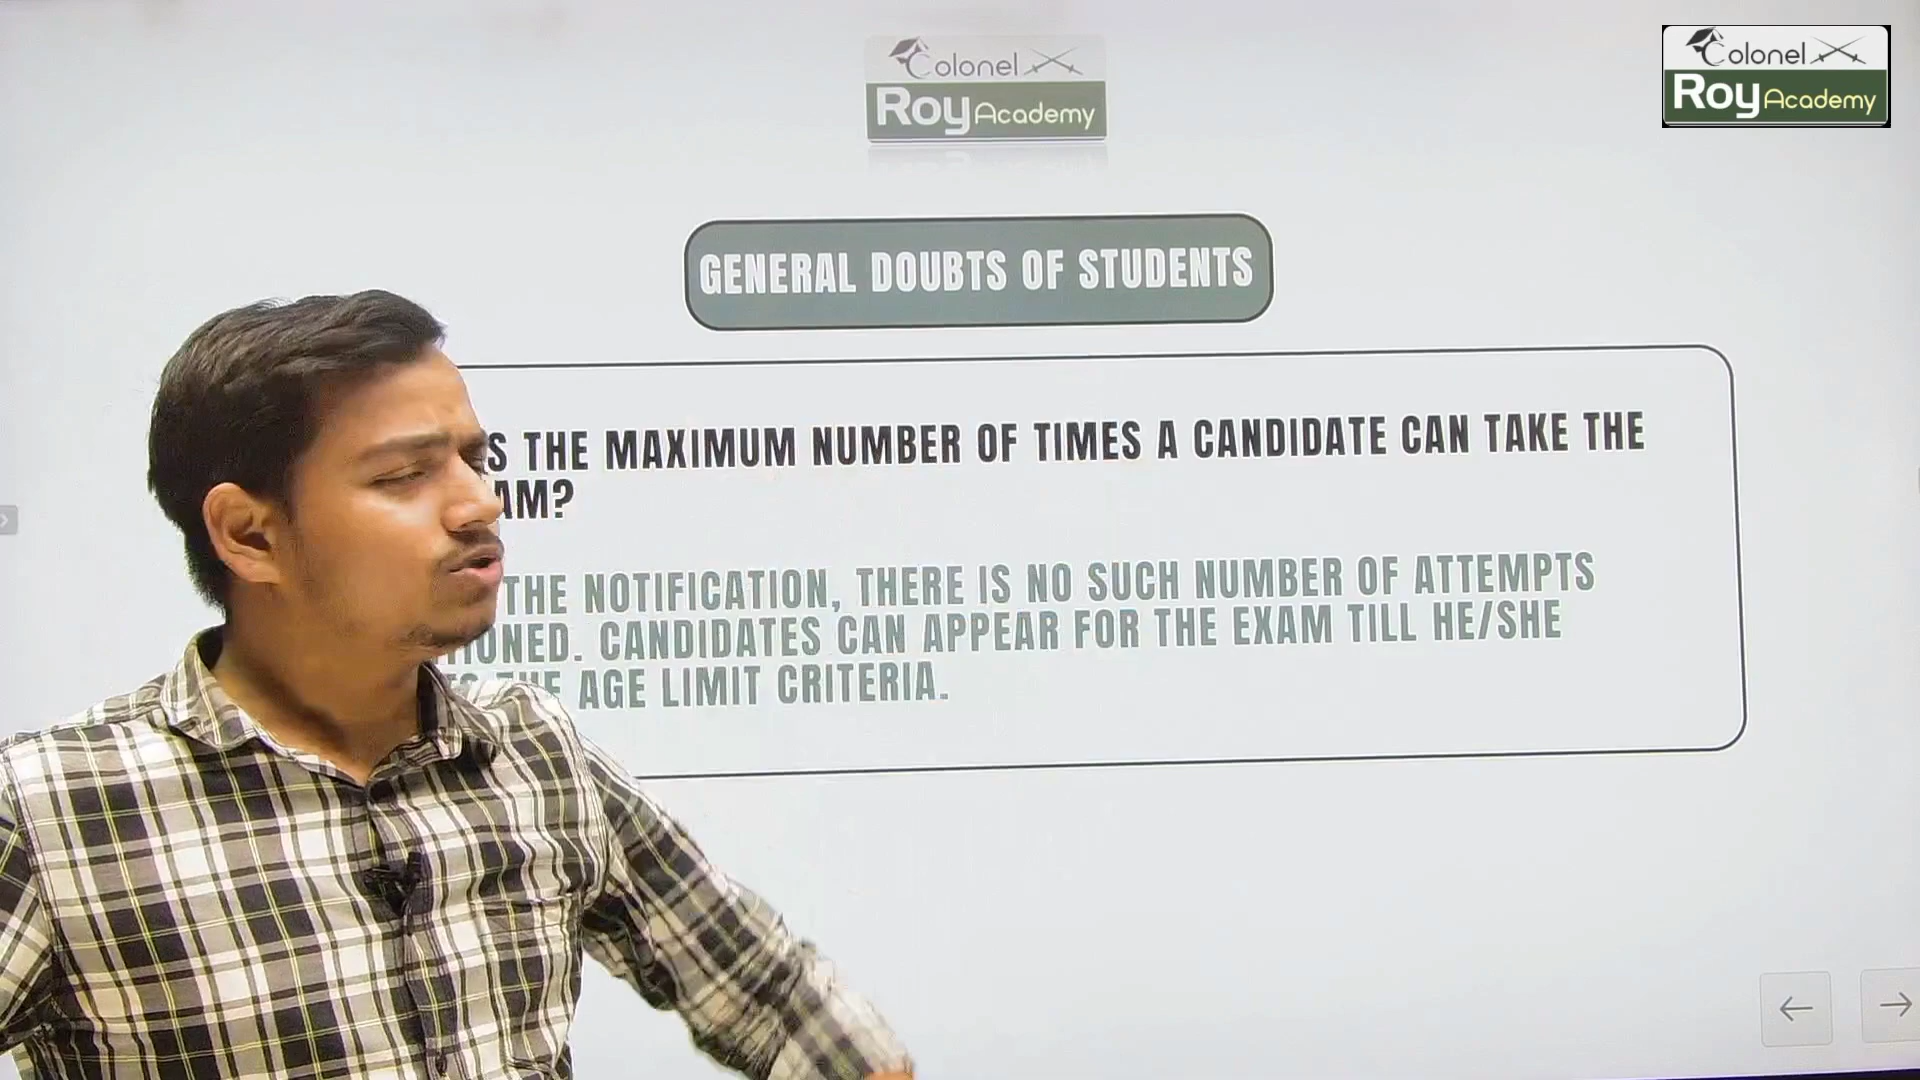 Colonel
Roy Academy
Colonel
Roy Academy
GENERAL DOUBTS OF STUDENTS
THE MAXIMUM NUMBER OF TIMES A CANDIDATE CAN TAKE THE
THE NOTIFICATION, THERE IS NO SUCH NUMBER OF ATTEMPTS
CANDIDATES CAN APPEAR FOR THE EXAM TILL HE/SHE
THE AGE LIMIT CRITERIA.